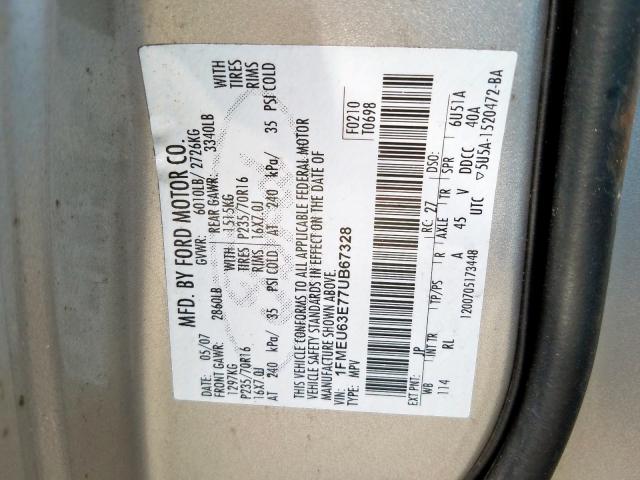 MFD. BY FORD MOTOR CO.
DATE: 05/07 GVWR: 6010LB/ 2726KG
FRONT GAWR: 2860LB REAR GAWR: 3340LB
1297KG 1515KG WITH
P235/70R16 TIRES P235/70R16 TIRES
16X7.0J RIMS 16X7.0J RIMS
AT 240 kPa/ 35 PSI COLD AT 240 kPa/ 35 PSI COLD
THIS VEHICLE CONFORMS TO ALL APPLICABLE FEDERAL MOTOR
VEHICLE SAFETY STANDARDS IN EFFECT ON THE DATE OF
MANUFACTURE SHOWN ABOVE.
VIN: 1FMEU63E77UB67328
TYPE: MPV
F0210
T0698
EXT PNT: JP RC: 27 DSO:
WB INT TR TP/PS R AXLE TR SPR 6U51A
114 RL A 45 V DDCC 40A
UTC ▽5U5A-1520472-BA
1200705173448